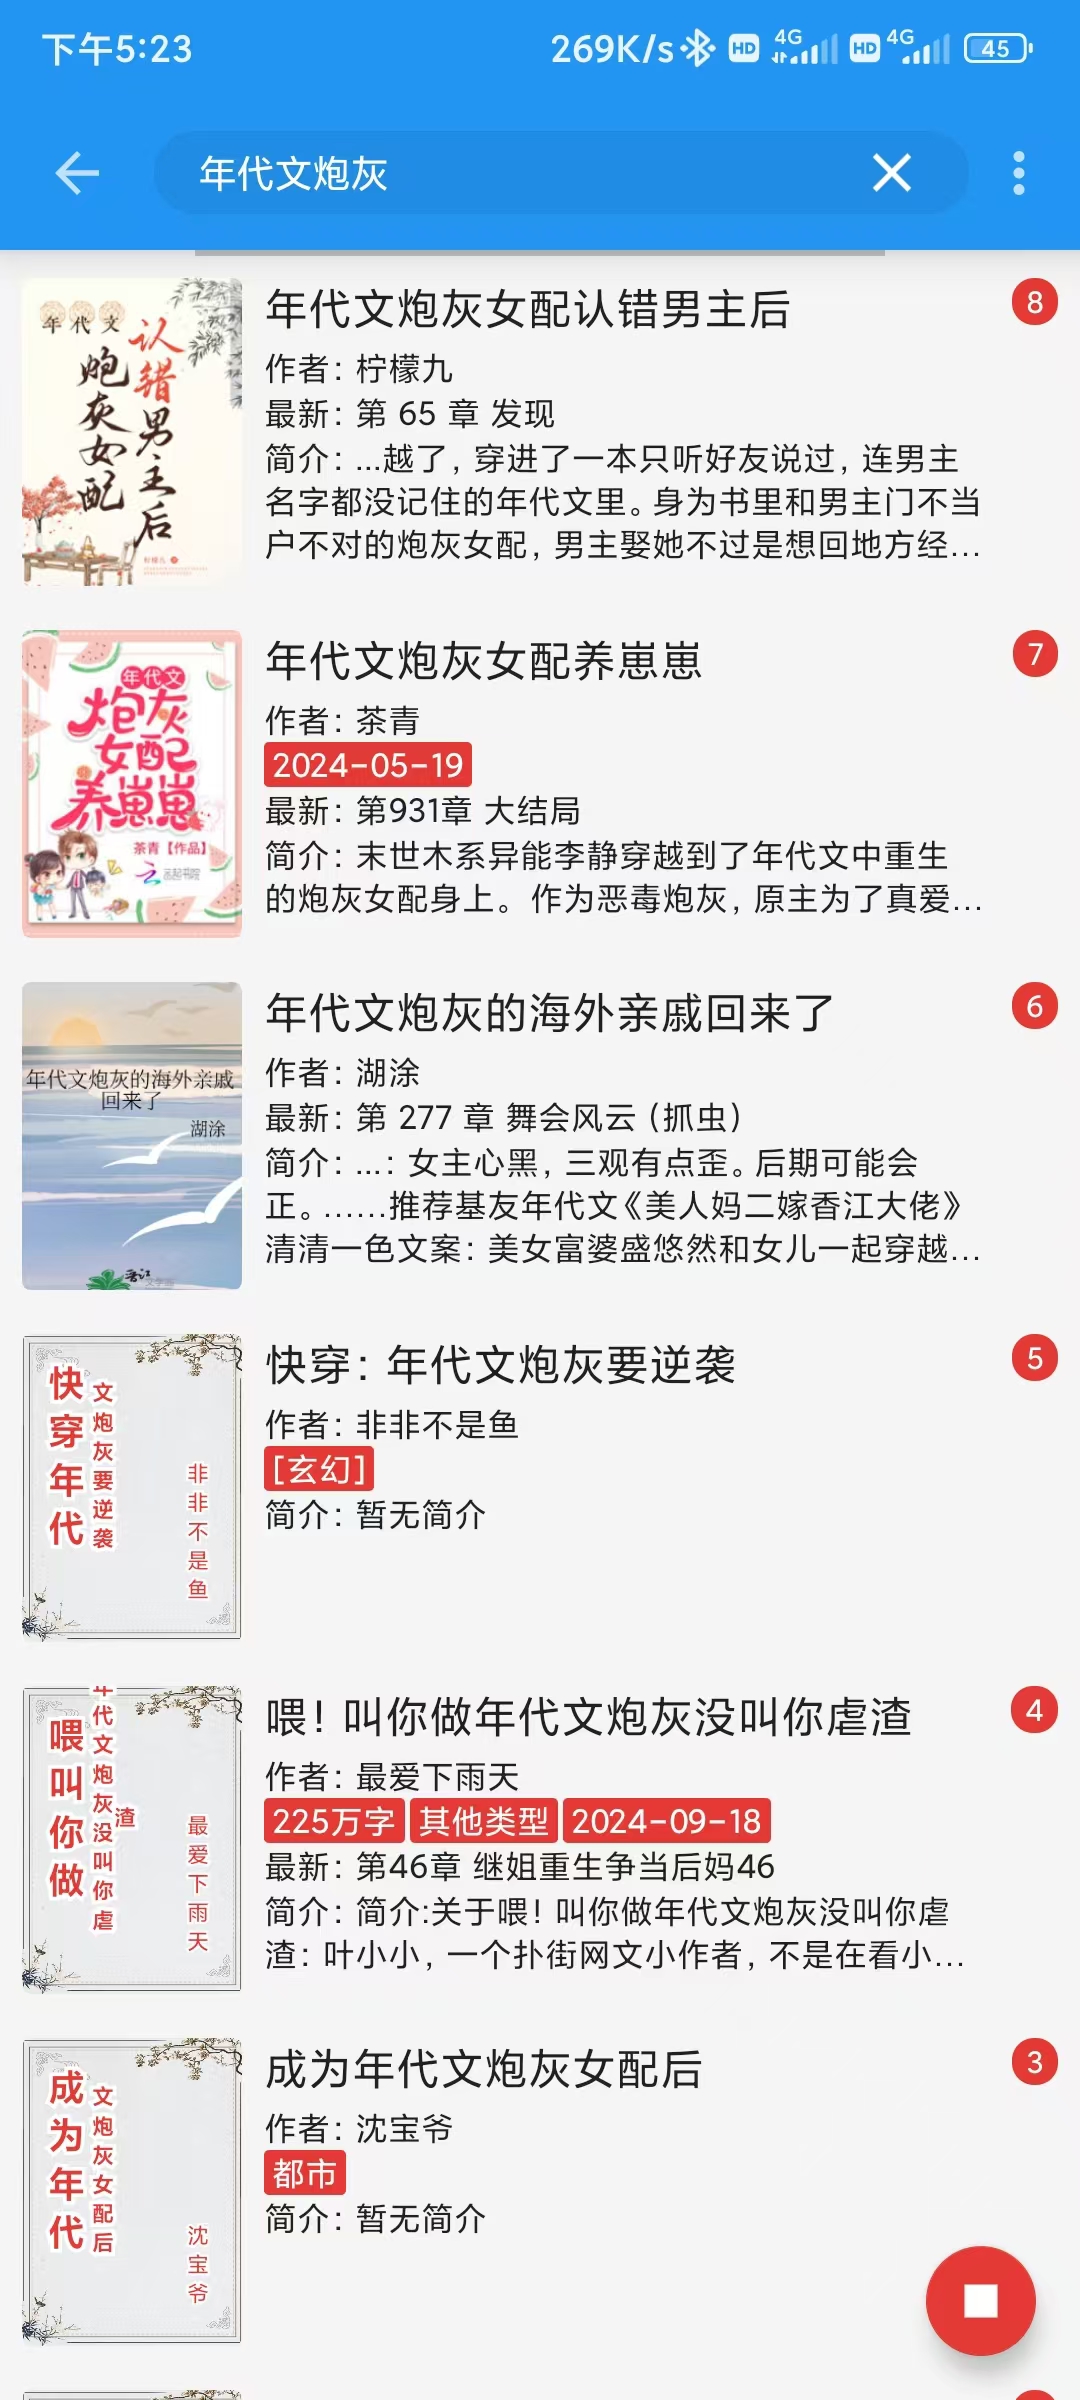 下午5:23
269K/s HD 4G HD 4G 45
年代文炮灰
年代文
认错男主后
炮灰女配
年代文炮灰女配认错男主后
8
作者：柠檬九
最新：第 65 章 发现
简介：...越了，穿进了一本只听好友说过，连男主
名字都没记住的年代文里。身为书里和男主门不当
户不对的炮灰女配，男主娶她不过是想回地方经...
年代文
炮灰
女配
养崽崽
茶青【作品】
年代文炮灰女配养崽崽
7
作者：茶青
2024-05-19
最新：第931章 大结局
简介：末世木系异能李静穿越到了年代文中重生
的炮灰女配身上。作为恶毒炮灰，原主为了真爱...
年代文炮灰的海外亲戚
回来了
湖涂
年代文炮灰的海外亲戚回来了
6
作者：湖涂
最新：第 277 章 舞会风云（抓虫）
简介：...：女主心黑，三观有点歪。后期可能会
正。……推荐基友年代文《美人妈二嫁香江大佬》
清清一色文案：美女富婆盛悠然和女儿一起穿越...
快穿年代
文炮灰要逆袭
非非不是鱼
快穿：年代文炮灰要逆袭
5
作者：非非不是鱼
[玄幻]
简介：暂无简介
喂叫你做
年代文炮灰没叫你虐
渣
最爱下雨天
喂！叫你做年代文炮灰没叫你虐渣
4
作者：最爱下雨天
225万字 其他类型 2024-09-18
最新：第46章 继姐重生争当后妈46
简介：简介:关于喂！叫你做年代文炮灰没叫你虐
渣：叶小小，一个扑街网文小作者，不是在看小...
成为年代
文炮灰女配后
沈宝爷
成为年代文炮灰女配后
3
作者：沈宝爷
都市
简介：暂无简介